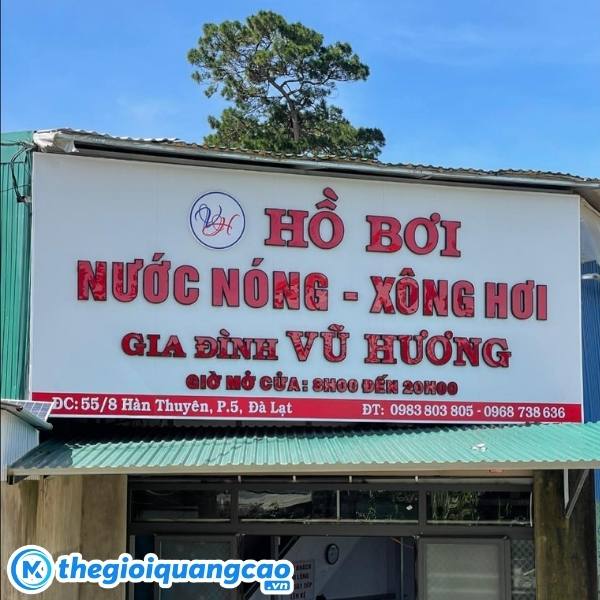 VH HỒ BƠI
NƯỚC NÓNG - XÔNG HƠI
GIA ĐÌNH VŨ HƯƠNG
GIỜ MỞ CỬA: 8H00 ĐẾN 20H00
ĐC: 55/8 Hàn Thuyên, P.5, Đà Lạt ĐT: 0983 803 805 - 0968 738 636
thegioiquangcao.vn